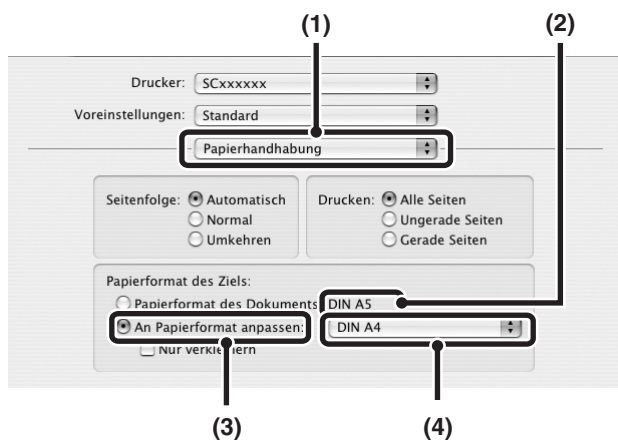 (1) (2)
Drucker: SCxxxxxx
Voreinstellungen: Standard
Papierhandhabung
Seitenfolge: Automatisch Drucken: Alle Seiten
Normal Ungerade Seiten
Umkehren Gerade Seiten
Papierformat des Ziels:
Papierformat des Dokuments DIN A5
An Papierformat anpassen: DIN A4
Nur verkleinern
(3) (4)